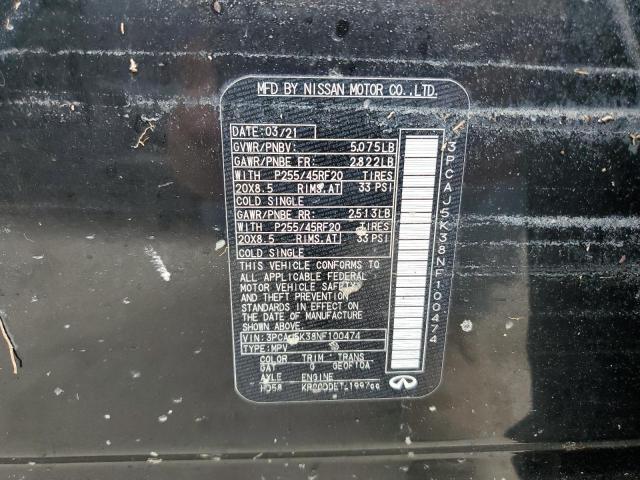 MFD BY NISSAN MOTOR CO.,LTD.
DATE: 03/21
GVWR/PNBV: 5.075LB
GAWR/PNBE FR: 2.822LB
WITH P255/45RF20 TIRES
20X8.5 RIMS.AT 33 PSI
COLD SINGLE
GAWR/PNBE RR: 2.513LB
WITH P255/45RF20 TIRES
20X8.5 RIMS.AT 33 PSI
COLD SINGLE
THIS VEHICLE CONFORMS TO
ALL APPLICABLE FEDERAL
MOTOR VEHICLE SAFETY
AND THEFT PREVENTION
STANDARDS IN EFFECT ON
THE DATE OF MANUFACTURE
SHOWN ABOVE.
VIN:3PCAJ5K38NF100474
TYPE:MPV
COLOR TRIM TRANS
GAT G
AXLE ENGINE
3PCAJ5K38NF100474